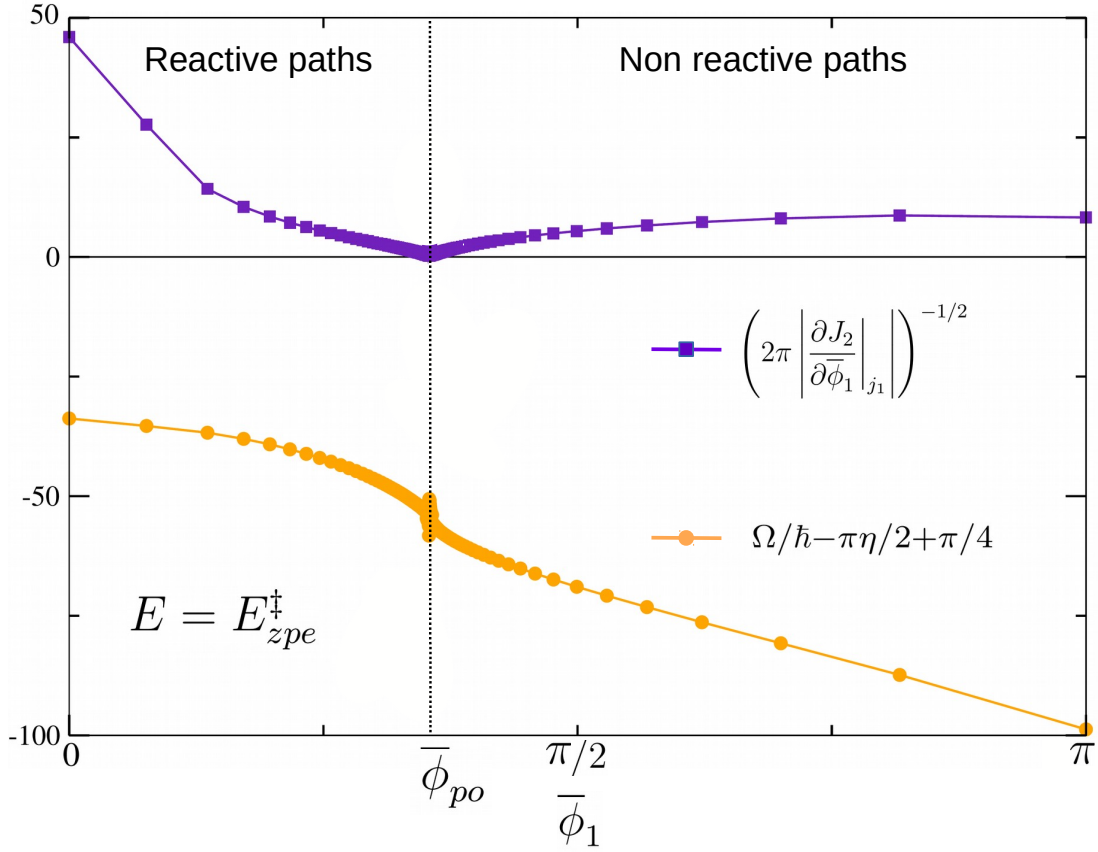 50
Reactive paths
Non reactive paths
0
(2π |∂J₂/∂ϕ̅₁|_{j₁}|)^{−1/2}
-50
Ω/ħ−πη/2+π/4
E = E^‡_{zpe}
-100
0
ϕ̅_{po}
π/2
π
ϕ̅₁